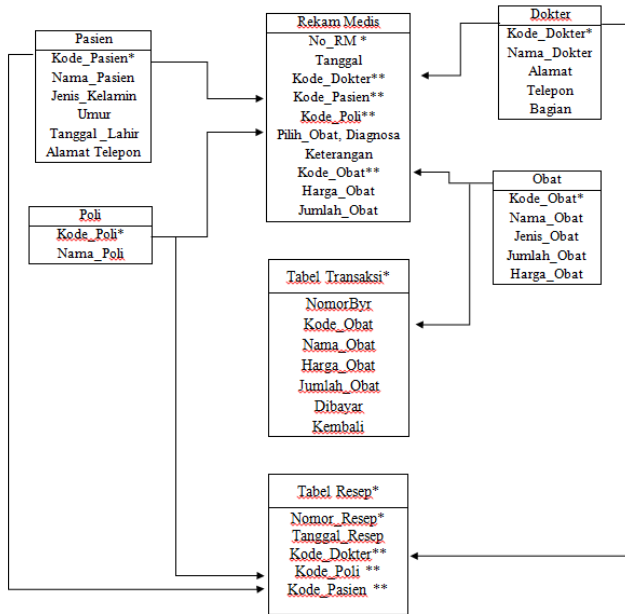 Pasien
Kode_Pasien*
Nama_Pasien
Jenis_Kelamin
Umur
Tanggal _Lahir
Alamat Telepon
Poli
Kode_Poli*
Nama_Poli
Rekam Medis
No_RM *
Tanggal
Kode_Dokter**
Kode_Pasien**
Kode_Poli**
Pilih_Obat, Diagnosa
Keterangan
Kode_Obat**
Harga_Obat
Jumlah_Obat
Tabel Transaksi*
NomorByr
Kode_Obat
Nama_Obat
Harga_Obat
Jumlah_Obat
Dibayar
Kembali
Tabel Resep*
Nomor_Resep*
Tanggal_Resep
Kode_Dokter**
Kode_Poli **
Kode_Pasien **
Dokter
Kode_Dokter*
Nama_Dokter
Alamat
Telepon
Bagian
Obat
Kode_Obat*
Nama_Obat
Jenis_Obat
Jumlah_Obat
Harga_Obat